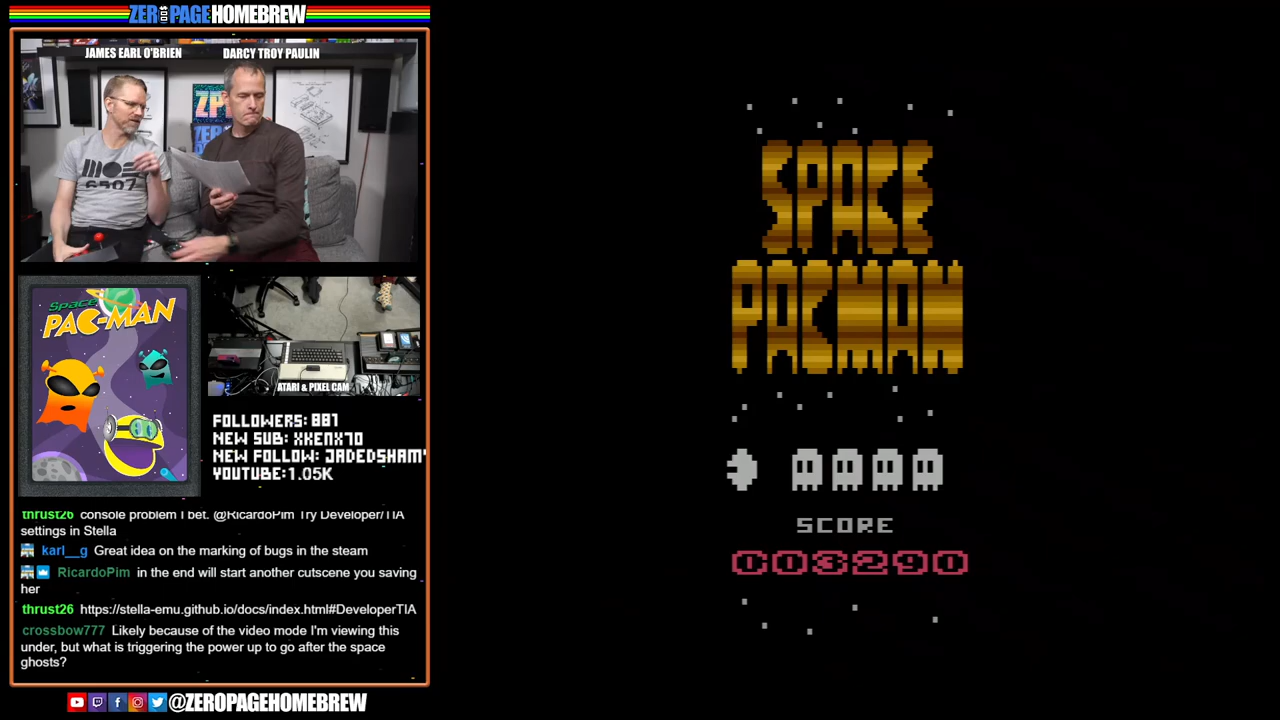 ZER PAGE HOMEBREW
JAMES EARL O'BRIEN
DARCY TROY PAULIN
MOS
6507
ZP
Space
PAC-MAN
ATARI & PIXEL CAM
FOLLOWERS: 881
NEW SUB: XKENX70
NEW FOLLOW: JADEDSHAM
YOUTUBE: 1.05K
thrust26 console problem I bet. @RicardoPim Try Developer/TIA
settings in Stella
karl__g Great idea on the marking of bugs in the steam
RicardoPim in the end will start another cutscene you saving
her
thrust26 https://stella-emu.github.io/docs/index.html#DeveloperTIA
crossbow777 Likely because of the video mode I'm viewing this
under, but what is triggering the power up to go after the space
ghosts?
@ZEROPAGEHOMEBREW
SPACE
PACMAN
SCORE
003290